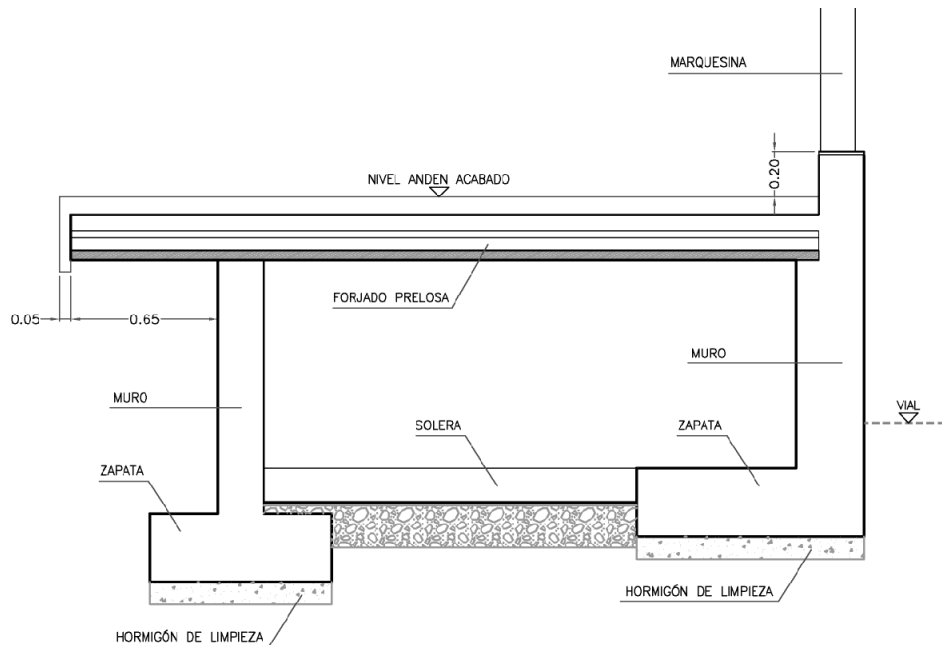 MARQUESINA
0.20
NIVEL ANDEN ACABADO
FORJADO PRELOSA
0.05
0.65
MURO
MURO
VIAL
SOLERA
ZAPATA
ZAPATA
HORMIGÓN DE LIMPIEZA
HORMIGÓN DE LIMPIEZA